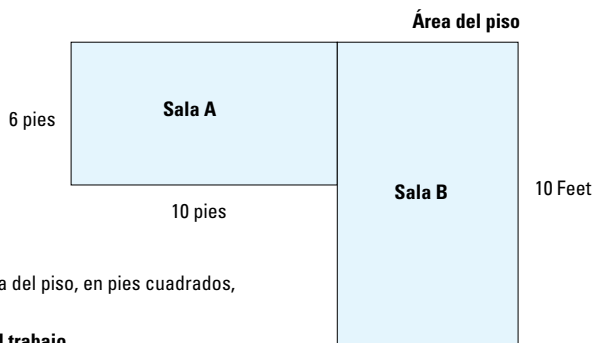 Área del piso
6 pies
Sala A
Sala B
10 Feet
10 pies
del piso, en pies cuadrados,
trabajo